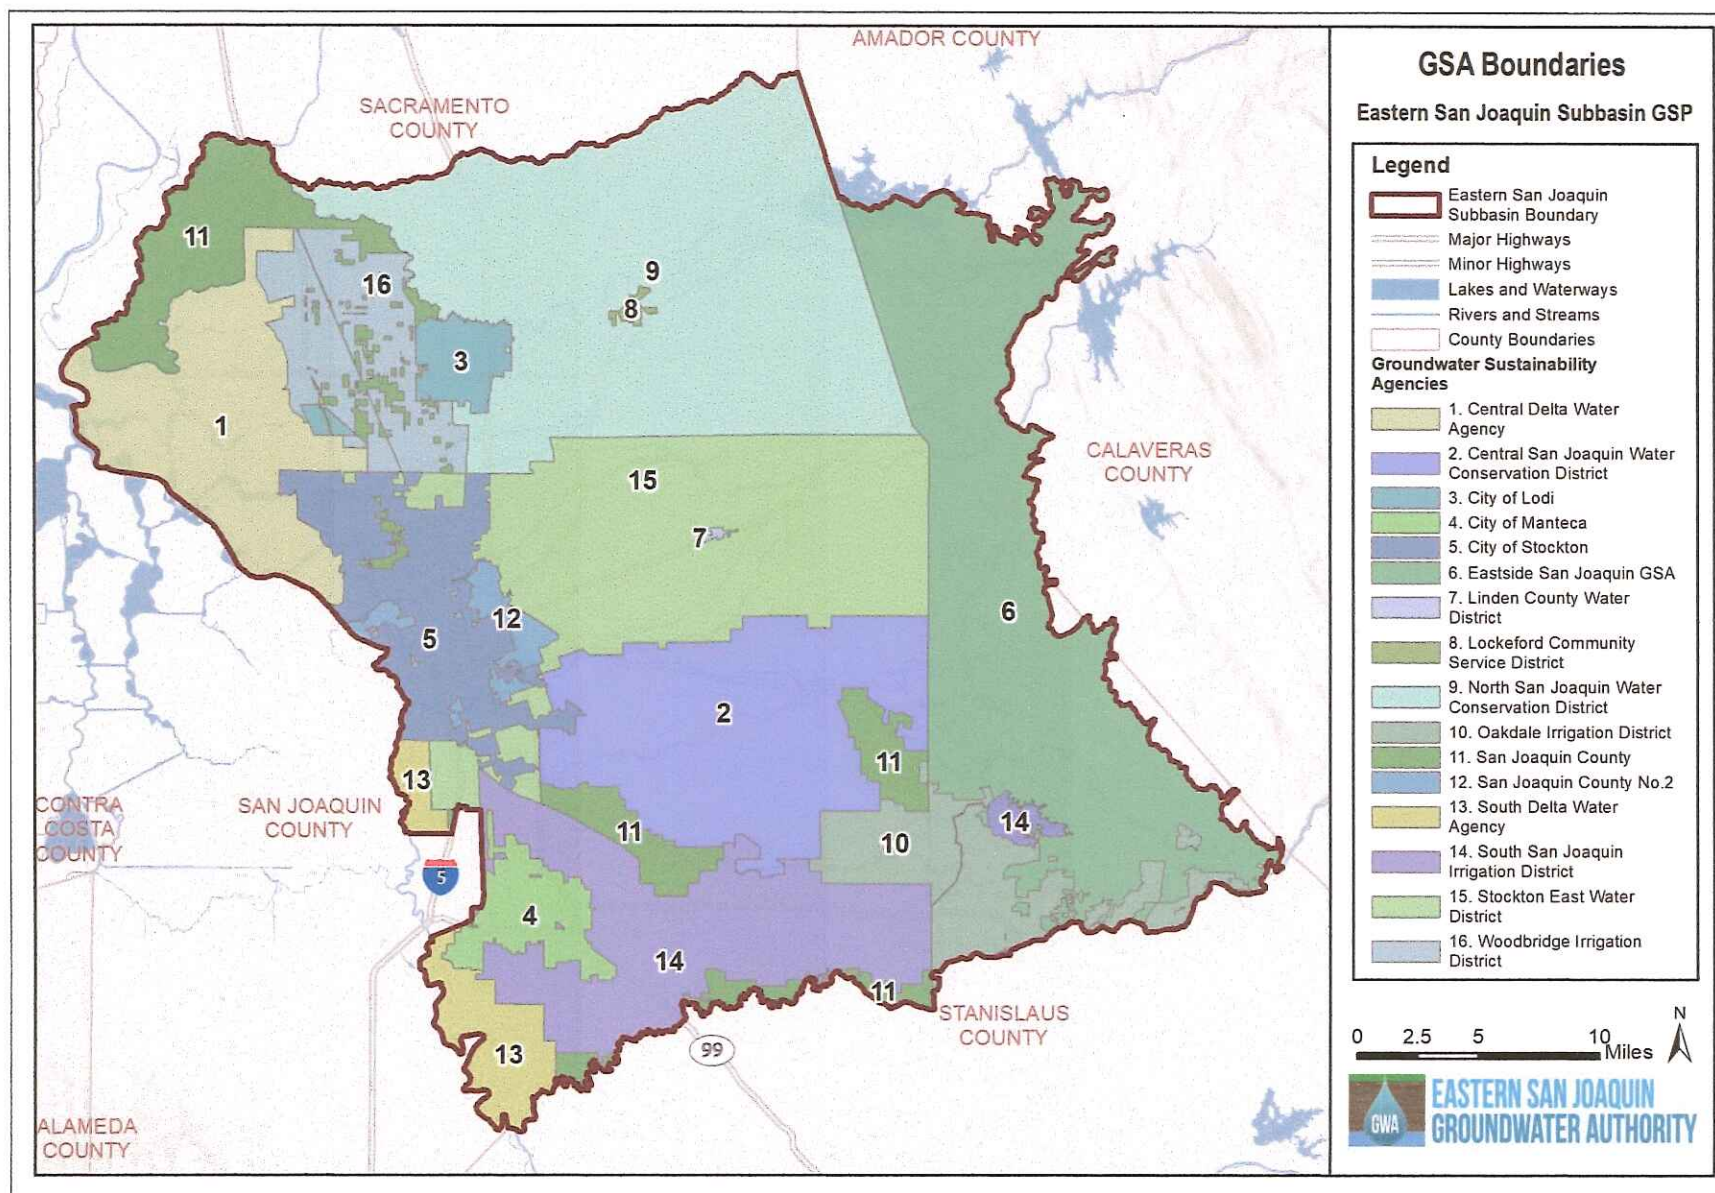 AMADOR COUNTY
SACRAMENTO
COUNTY
11
16
9
8
3
1
CALAVERAS
COUNTY
15
7
12
5
6
2
11
13
CONTRA
COSTA
COUNTY
SAN JOAQUIN
COUNTY
11
14
10
5
4
14
11
STANISLAUS
COUNTY
13
99
ALAMEDA
COUNTY
GSA Boundaries
Eastern San Joaquin Subbasin GSP
Legend
Eastern San Joaquin
Subbasin Boundary
Major Highways
Minor Highways
Lakes and Waterways
Rivers and Streams
County Boundaries
Groundwater Sustainability
Agencies
1. Central Delta Water
Agency
2. Central San Joaquin Water
Conservation District
3. City of Lodi
4. City of Manteca
5. City of Stockton
6. Eastside San Joaquin GSA
7. Linden County Water
District
8. Lockeford Community
Service District
9. North San Joaquin Water
Conservation District
10. Oakdale Irrigation District
11. San Joaquin County
12. San Joaquin County No.2
13. South Delta Water
Agency
14. South San Joaquin
Irrigation District
15. Stockton East Water
District
16. Woodbridge Irrigation
District
N
0 2.5 5 10
Miles
GWA
EASTERN SAN JOAQUIN
GROUNDWATER AUTHORITY